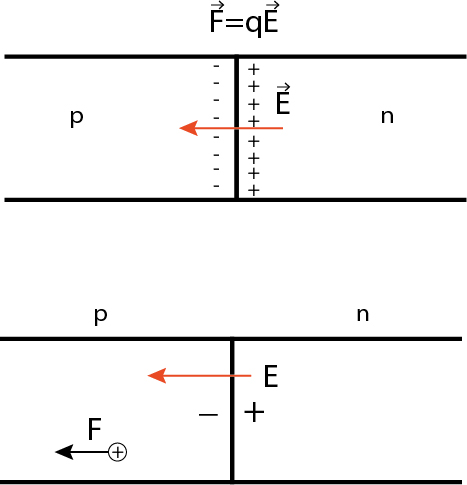 F⃗=qE⃗
- +
- +
- +
- +
E⃗
p n
- +
- +
- +
- +
p n
E
– +
F
+